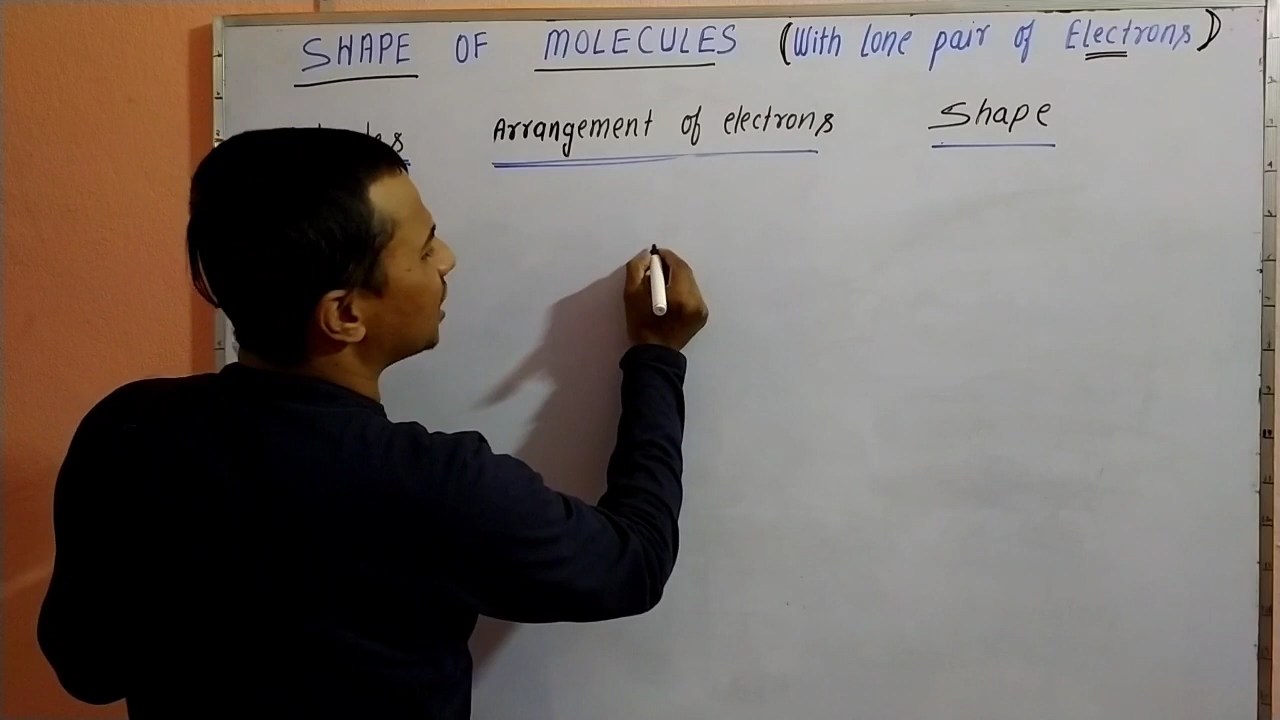 SHAPE OF MOLECULES (With lone pair of Electrons)
Arrangement of electrons Shape